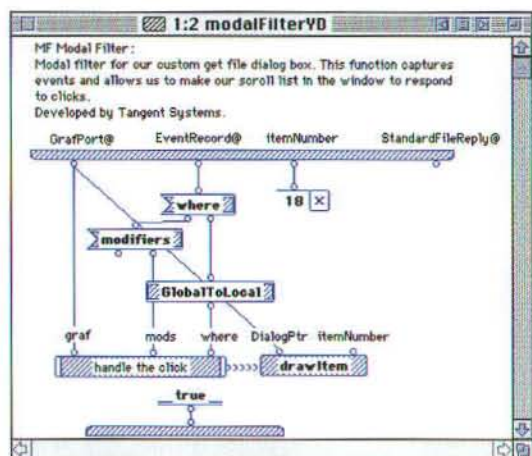 1:2 modalFilterYD
MF Modal Filter:
Modal filter for our custom get file dialog box. This function captures
events and allows us to make our scroll list in the window to respond
to clicks.
Developed by Tangent Systems.
GrafPort@ EventRecord@ itemNumber StandardFileReply@
where
18
modifiers
GlobalToLocal
graf mods where DialogPtr itemNumber
handle the click
drawItem
true